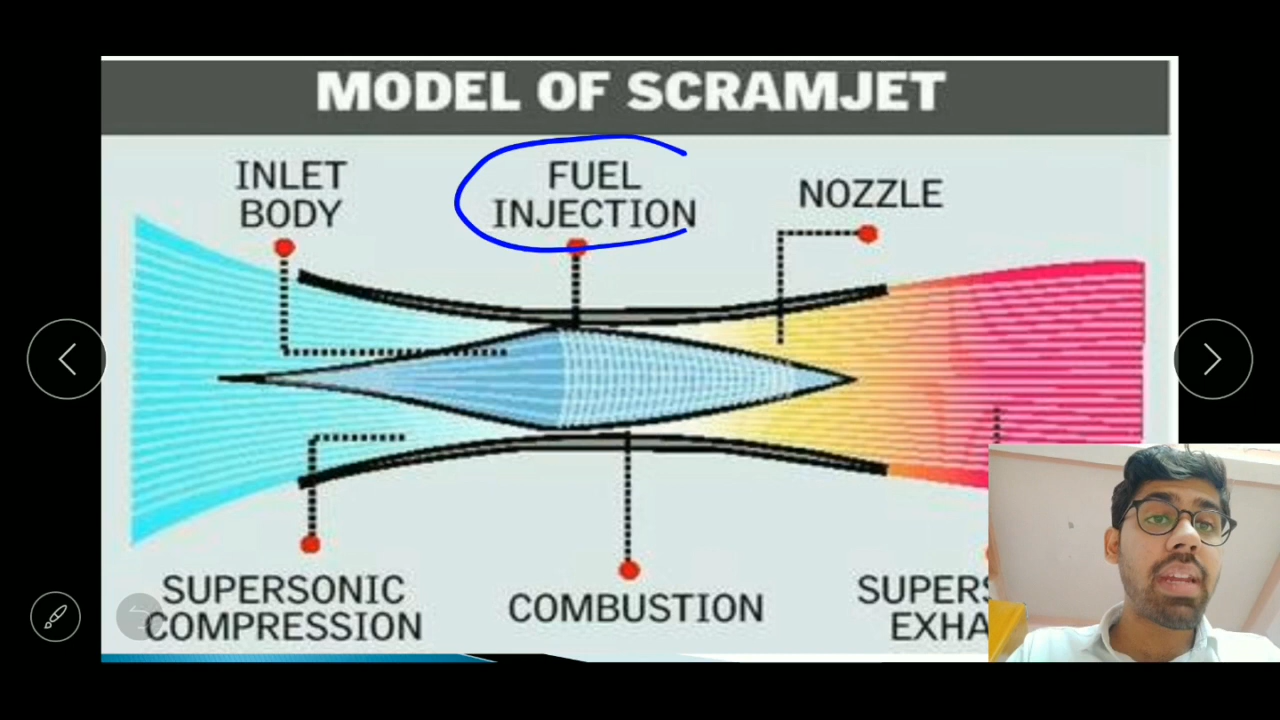 MODEL OF SCRAMJET
INLET
BODY
FUEL
INJECTION
NOZZLE
SUPERSONIC
COMPRESSION
COMBUSTION